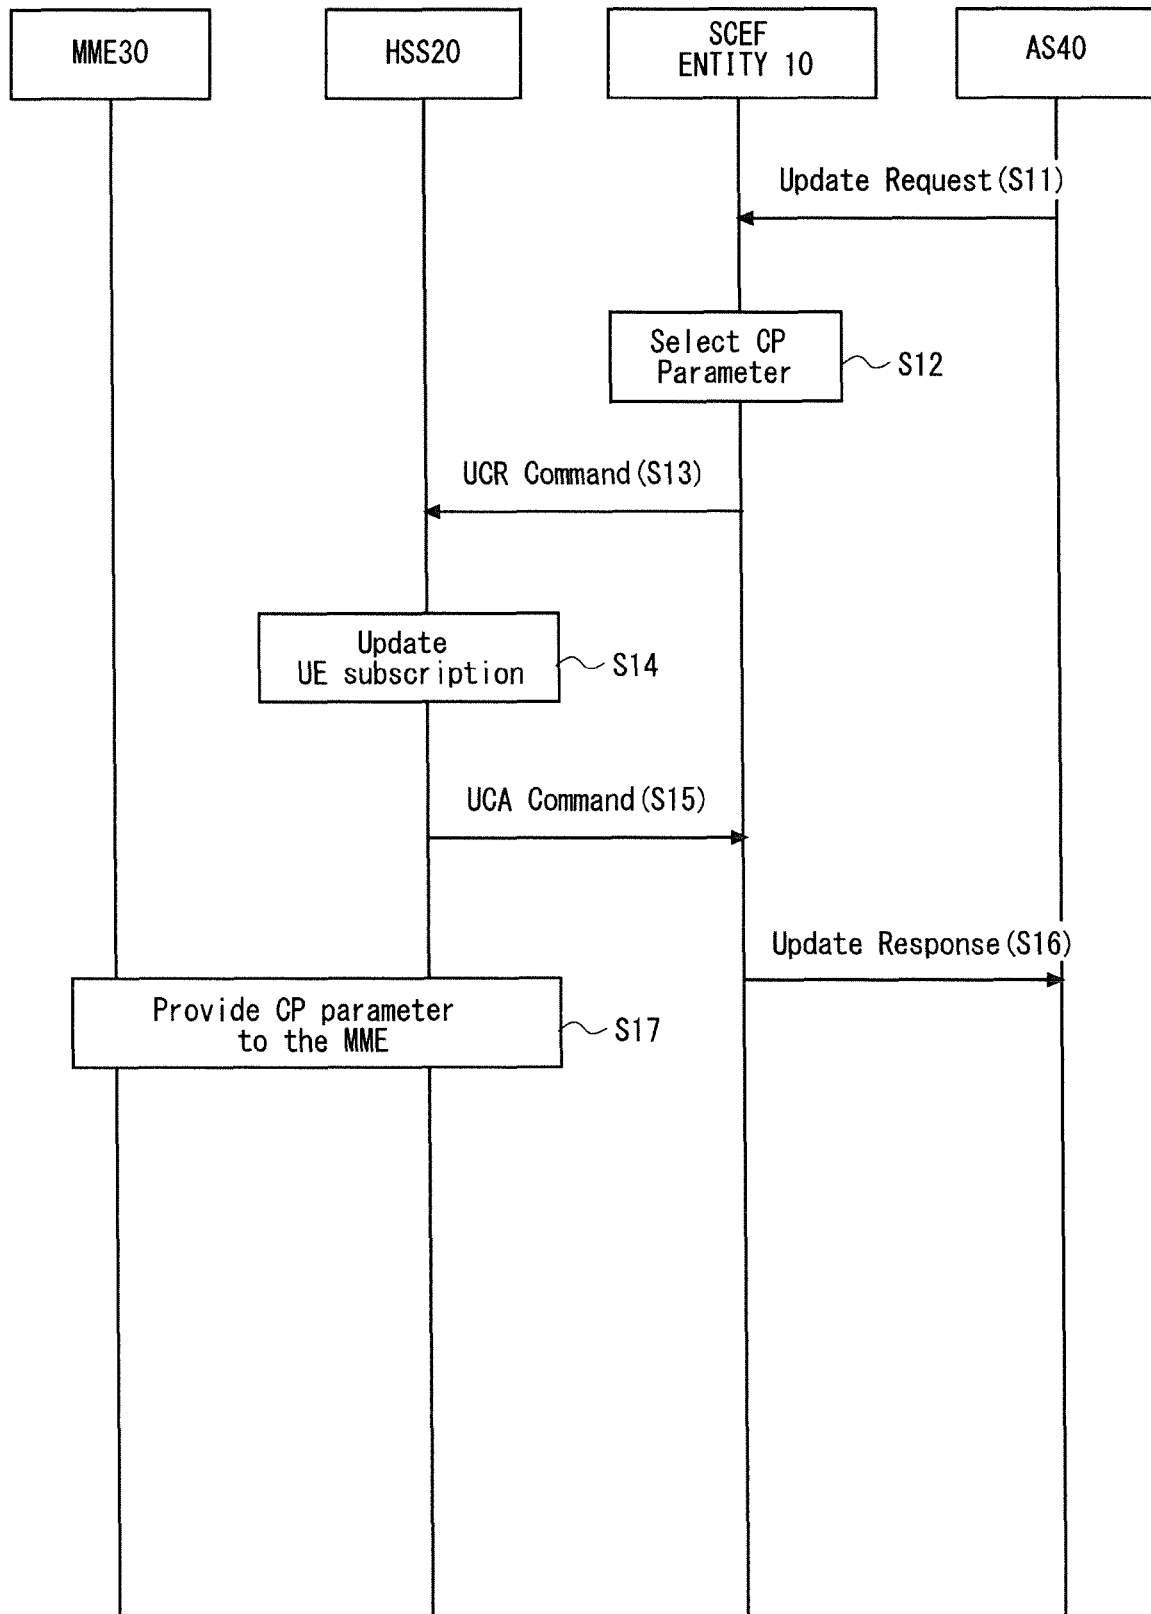 MME30
HSS20
SCEF
ENTITY 10
AS40
Update Request(S11)
Select CP
Parameter
S12
UCR Command(S13)
Update
UE subscription
S14
UCA Command(S15)
Update Response(S16)
Provide CP parameter
to the MME
S17